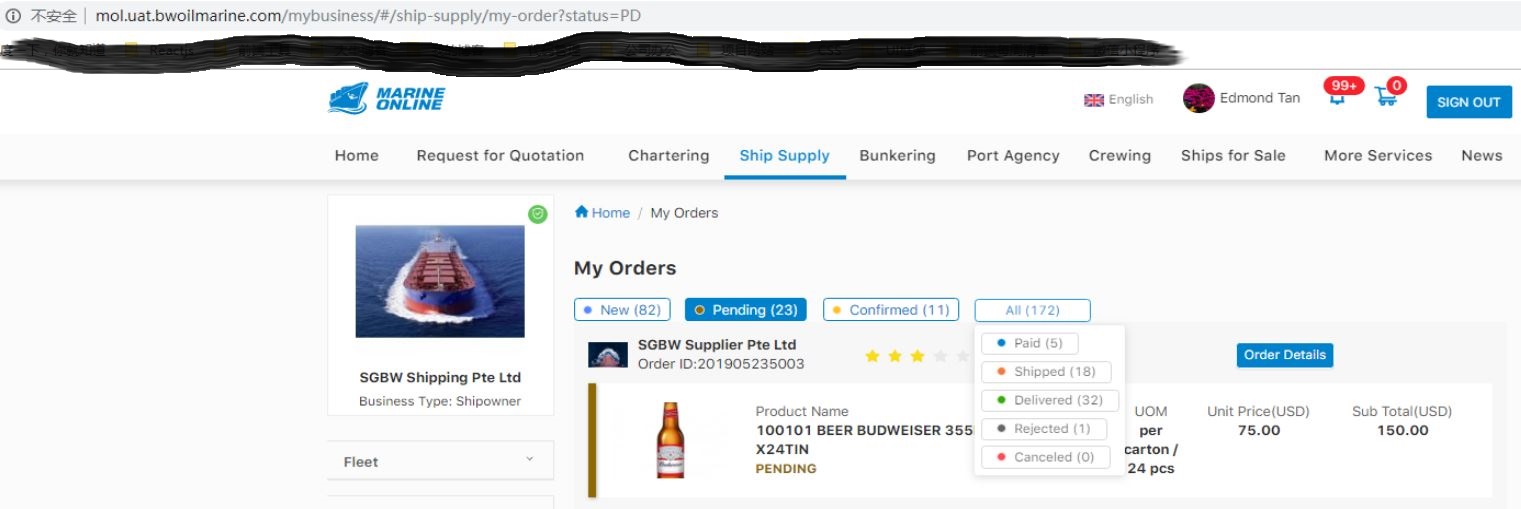 不安全 mol.uat.bwoilmarine.com/mybusiness/#/ship-supply/my-order?status=PD
MARINE ONLINE
English
Edmond Tan
99+
0
SIGN OUT
Home Request for Quotation Chartering Ship Supply Bunkering Port Agency Crewing Ships for Sale More Services News
Home / My Orders
My Orders
New (82) Pending (23) Confirmed (11) All (172)
Paid (5)
Shipped (18)
Delivered (32)
Rejected (1)
Canceled (0)
SGBW Supplier Pte Ltd
Order ID:201905235003
Order Details
SGBW Shipping Pte Ltd
Business Type: Shipowner
Fleet
Product Name
100101 BEER BUDWEISER 355
X24TIN
PENDING
UOM
per
carton /
24 pcs
Unit Price(USD)
75.00
Sub Total(USD)
150.00